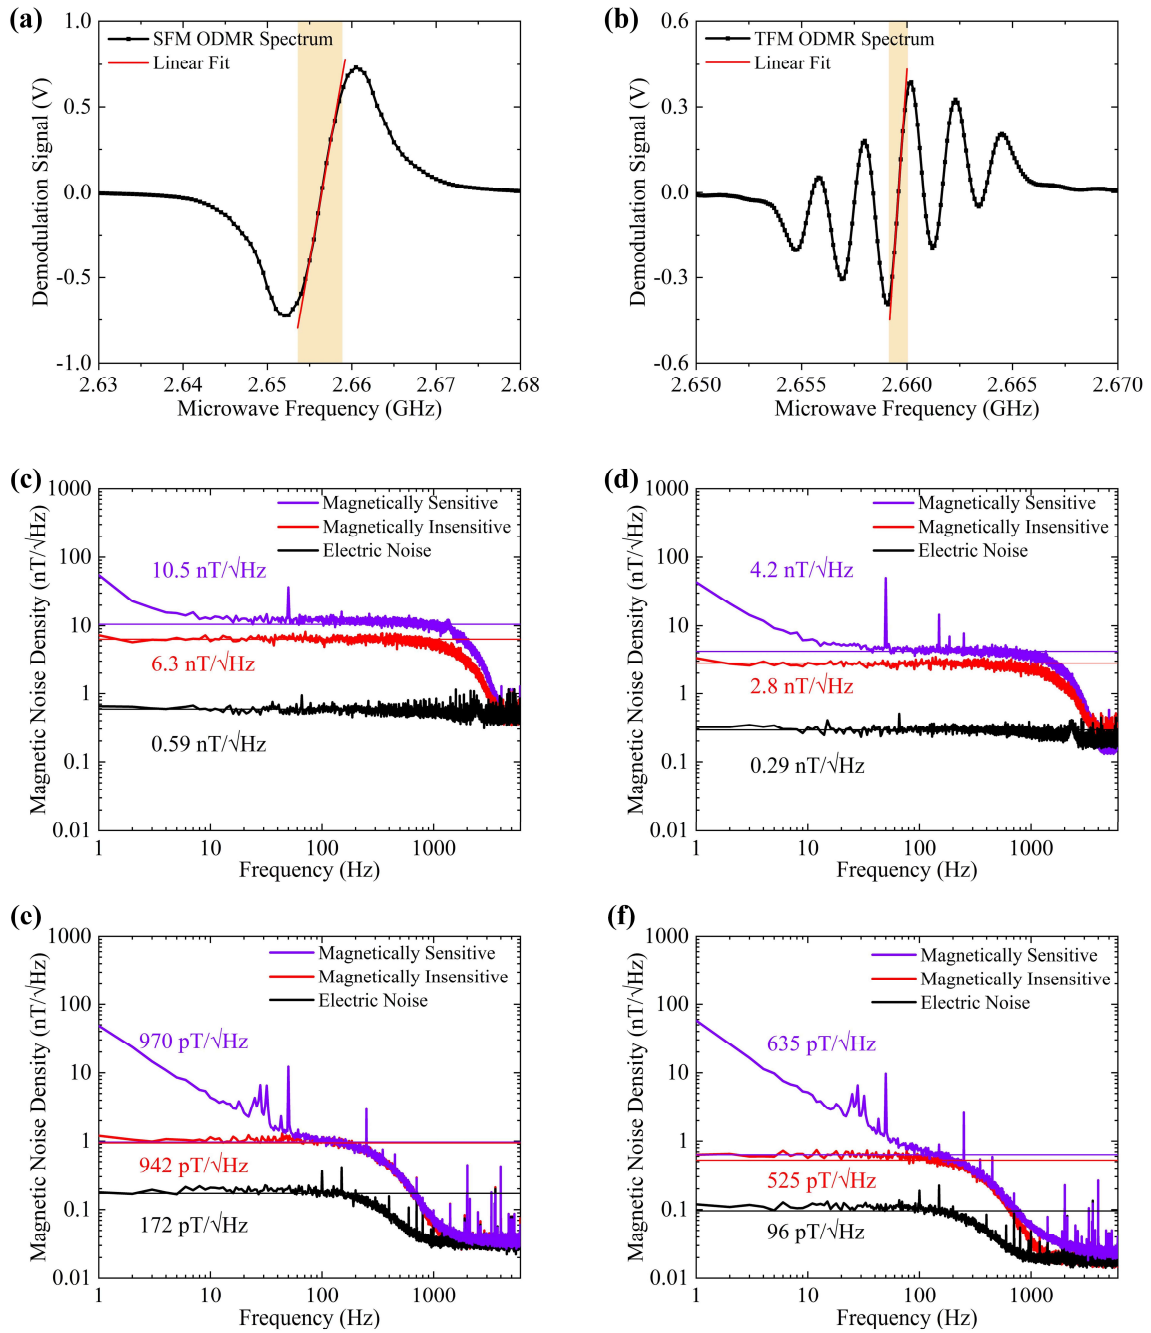 (a)
1.0
0.5
0.0
-0.5
-1.0
Demodulation Signal (V)
SFM ODMR Spectrum
Linear Fit
2.63 2.64 2.65 2.66 2.67 2.68
Microwave Frequency (GHz)
(b)
0.6
0.3
0.0
-0.3
-0.6
Demodulation Signal (V)
TFM ODMR Spectrum
Linear Fit
2.650 2.655 2.660 2.665 2.670
Microwave Frequency (GHz)
(c)
1000
100
10
1
0.1
0.01
Magnetic Noise Density (nT/√Hz)
Magnetically Sensitive
Magnetically Insensitive
Electric Noise
10.5 nT/√Hz
6.3 nT/√Hz
0.59 nT/√Hz
1 10 100 1000
Frequency (Hz)
(d)
1000
100
10
1
0.1
0.01
Magnetic Noise Density (nT/√Hz)
Magnetically Sensitive
Magnetically Insensitive
Electric Noise
4.2 nT/√Hz
2.8 nT/√Hz
0.29 nT/√Hz
1 10 100 1000
Frequency (Hz)
(e)
1000
100
10
1
0.1
0.01
Magnetic Noise Density (nT/√Hz)
Magnetically Sensitive
Magnetically Insensitive
Electric Noise
970 pT/√Hz
942 pT/√Hz
172 pT/√Hz
1 10 100 1000
Frequency (Hz)
(f)
1000
100
10
1
0.1
0.01
Magnetic Noise Density (nT/√Hz)
Magnetically Sensitive
Magnetically Insensitive
Electric Noise
635 pT/√Hz
525 pT/√Hz
96 pT/√Hz
1 10 100 1000
Frequency (Hz)